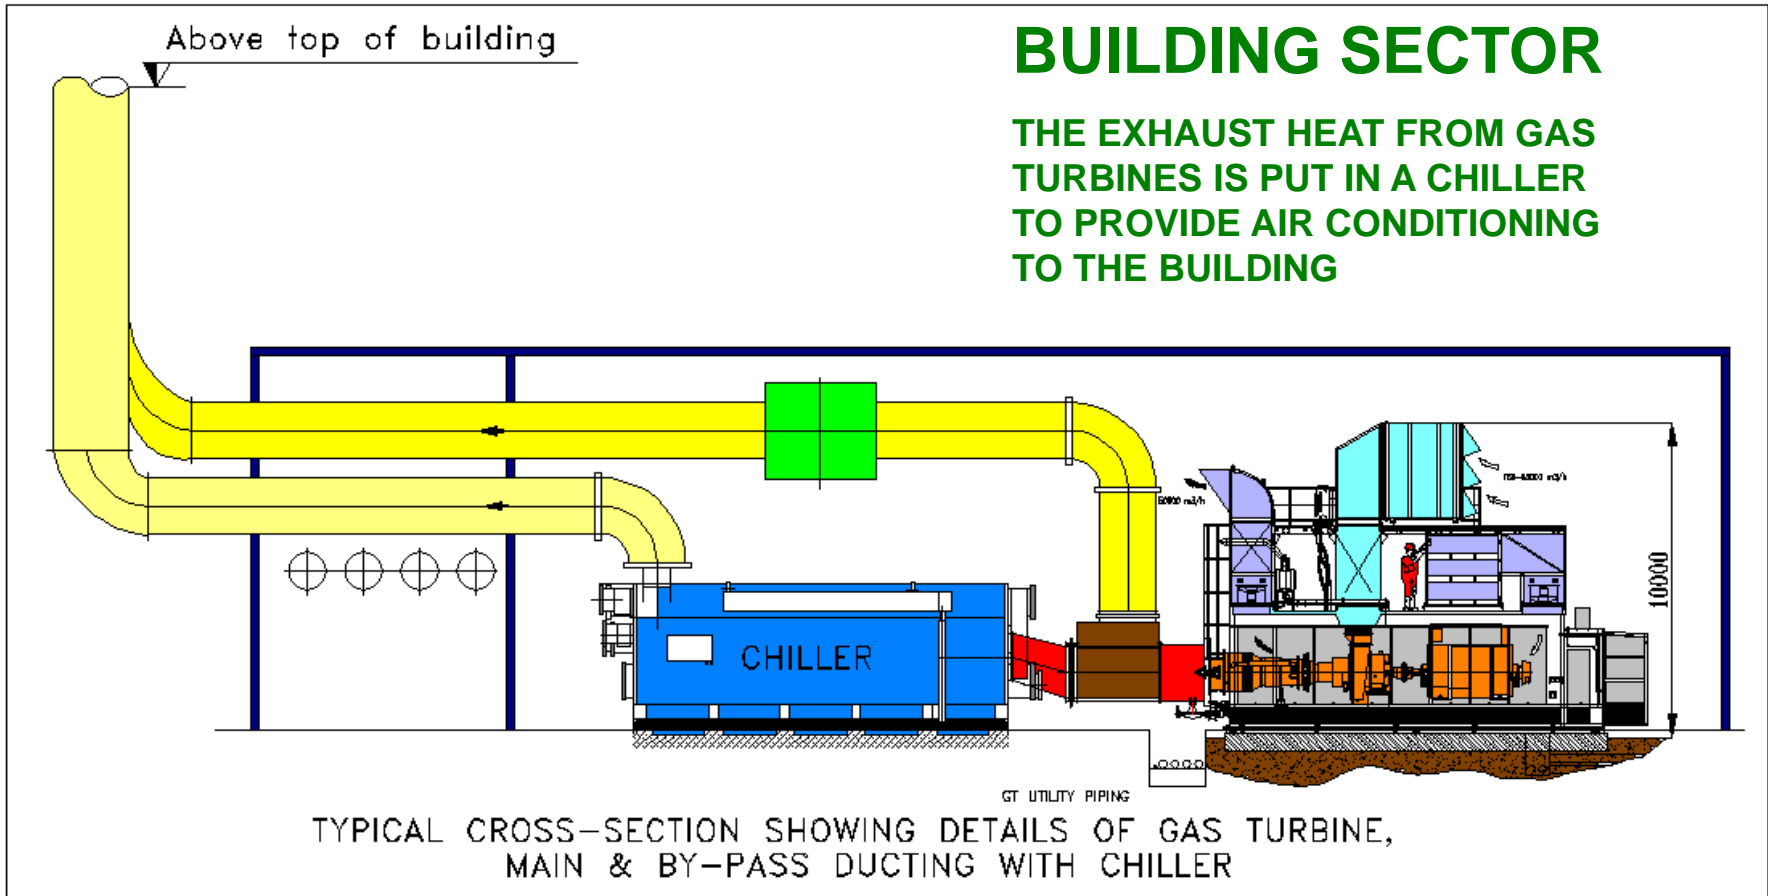 Above top of building
BUILDING SECTOR
THE EXHAUST HEAT FROM GAS
TURBINES IS PUT IN A CHILLER
TO PROVIDE AIR CONDITIONING
TO THE BUILDING
m3/h
m3/h
10000
CHILLER
GT UTILITY PIPING
TYPICAL CROSS-SECTION SHOWING DETAILS OF GAS TURBINE,
MAIN & BY-PASS DUCTING WITH CHILLER